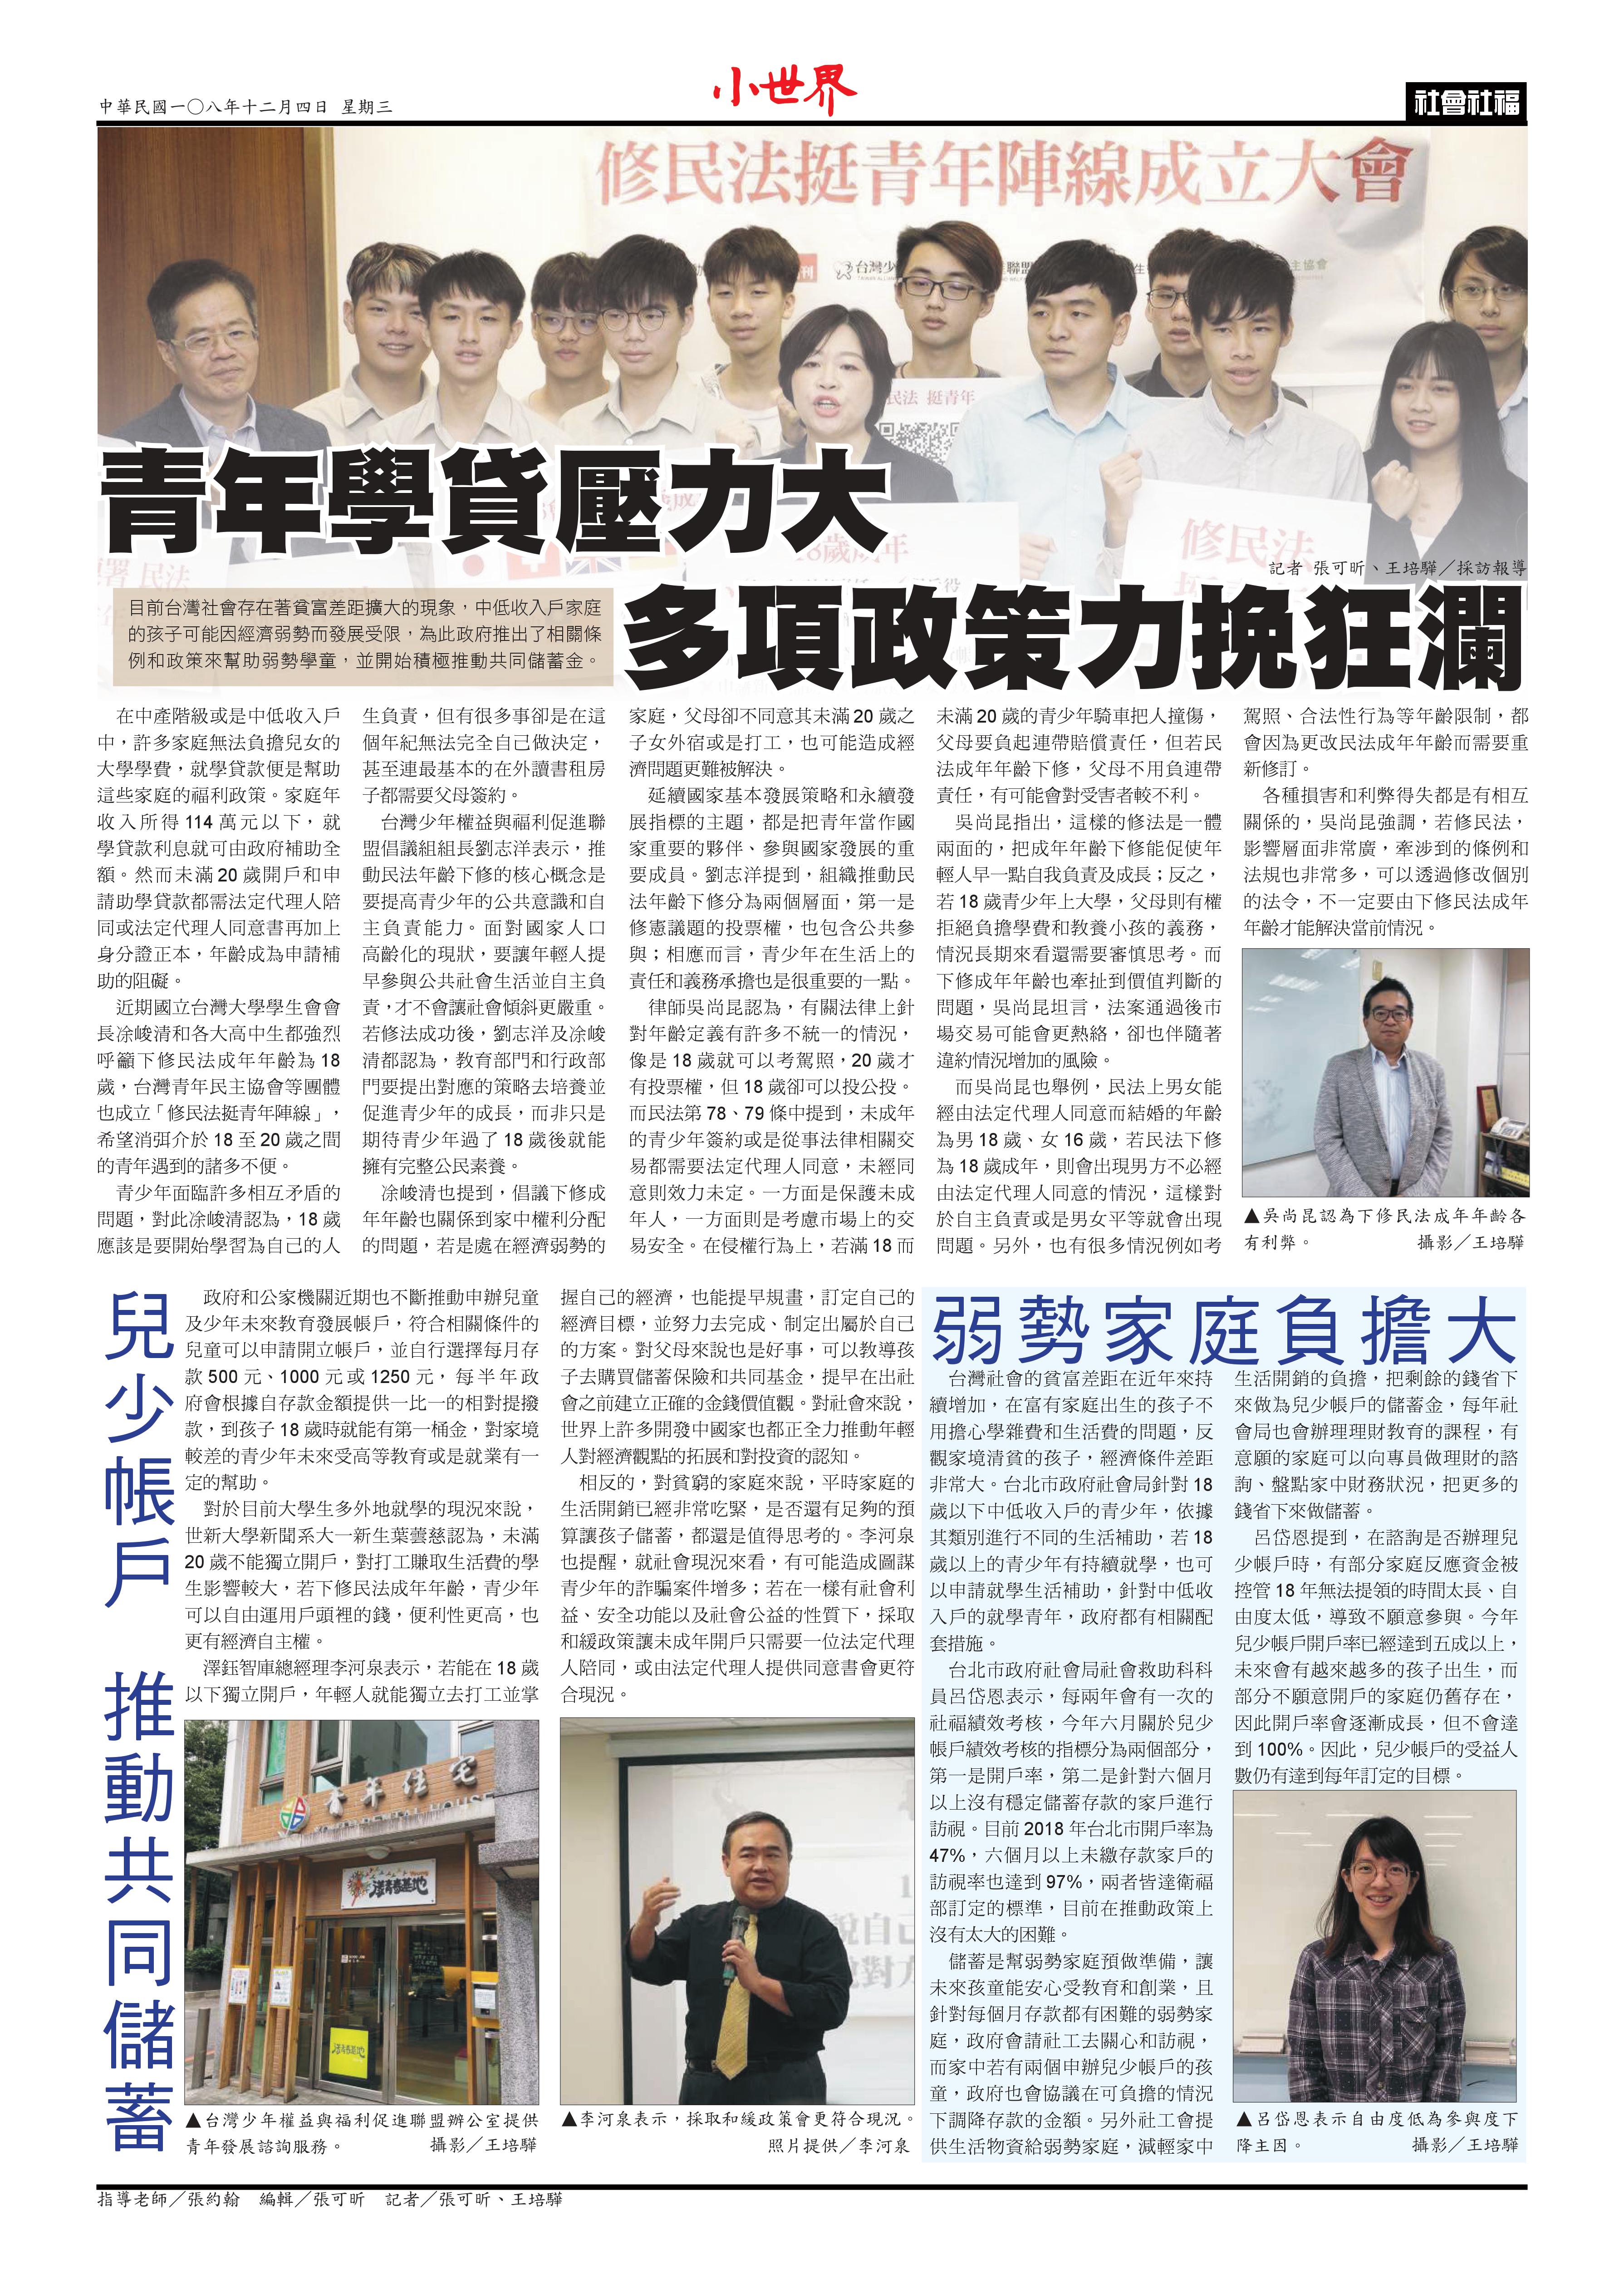 中華民國一〇八年十二月四日 星期三
小世界
社會社福
修民法挺青年陣線成立大會
民法 挺青年
修民法
青年學貸壓力大
多項政策力挽狂瀾
記者 張可昕、王培驊／採訪報導
目前台灣社會存在著貧富差距擴大的現象，中低收入戶家庭
的孩子可能因經濟弱勢而發展受限，為此政府推出了相關條
例和政策來幫助弱勢學童，並開始積極推動共同儲蓄金。
在中產階級或是中低收入戶
中，許多家庭無法負擔兒女的
大學學費，就學貸款便是幫助
這些家庭的福利政策。家庭年
收入所得 114 萬元以下，就
學貸款利息就可由政府補助全
額。然而未滿 20 歲開戶和申
請助學貸款都需法定代理人陪
同或法定代理人同意書再加上
身分證正本，年齡成為申請補
助的阻礙。
近期國立台灣大學學生會會
長凃峻清和各大高中生都強烈
呼籲下修民法成年年齡為 18
歲，台灣青年民主協會等團體
也成立「修民法挺青年陣線」，
希望消弭介於 18 至 20 歲之間
的青年遇到的諸多不便。
青少年面臨許多相互矛盾的
問題，對此凃峻清認為，18 歲
應該是要開始學習為自己的人
生負責，但有很多事卻是在這
個年紀無法完全自己做決定，
甚至連最基本的在外讀書租房
子都需要父母簽約。
台灣少年權益與福利促進聯
盟倡議組組長劉志洋表示，推
動民法年齡下修的核心概念是
要提高青少年的公共意識和自
主負責能力。面對國家人口
高齡化的現狀，要讓年輕人提
早參與公共社會生活並自主負
責，才不會讓社會傾斜更嚴重。
若修法成功後，劉志洋及凃峻
清都認為，教育部門和行政部
門要提出對應的策略去培養並
促進青少年的成長，而非只是
期待青少年過了 18 歲後就能
擁有完整公民素養。
凃峻清也提到，倡議下修成
年年齡也關係到家中權利分配
的問題，若是處在經濟弱勢的
家庭，父母卻不同意其未滿 20 歲之
子女外宿或是打工，也可能造成經
濟問題更難被解決。
延續國家基本發展策略和永續發
展指標的主題，都是把青年當作國
家重要的夥伴、參與國家發展的重
要成員。劉志洋提到，組織推動民
法年齡下修分為兩個層面，第一是
修憲議題的投票權，也包含公共參
與；相應而言，青少年在生活上的
責任和義務承擔也是很重要的一點。
律師吳尚昆認為，有關法律上針
對年齡定義有許多不統一的情況，
像是 18 歲就可以考駕照，20 歲才
有投票權，但 18 歲卻可以投公投。
而民法第 78、79 條中提到，未成年
的青少年簽約或是從事法律相關交
易都需要法定代理人同意，未經同
意則效力未定。一方面是保護未成
年人，一方面則是考慮市場上的交
易安全。在侵權行為上，若滿 18 而
未滿 20 歲的青少年騎車把人撞傷，
父母要負起連帶賠償責任，但若民
法成年年齡下修，父母不用負連帶
責任，有可能會對受害者較不利。
吳尚昆指出，這樣的修法是一體
兩面的，把成年年齡下修能促使年
輕人早一點自我負責及成長；反之，
若 18 歲青少年上大學，父母則有權
拒絕負擔學費和教養小孩的義務，
情況長期來看還需要審慎思考。而
下修成年年齡也牽扯到價值判斷的
問題，吳尚昆坦言，法案通過後市
場交易可能會更熱絡，卻也伴隨著
違約情況增加的風險。
而吳尚昆也舉例，民法上男女能
經由法定代理人同意而結婚的年齡
為男 18 歲、女 16 歲，若民法下修
為 18 歲成年，則會出現男方不必經
由法定代理人同意的情況，這樣對
於自主負責或是男女平等就會出現
問題。另外，也有很多情況例如考
駕照、合法性行為等年齡限制，都
會因為更改民法成年年齡而需要重
新修訂。
各種損害和利弊得失都是有相互
關係的，吳尚昆強調，若修民法，
影響層面非常廣，牽涉到的條例和
法規也非常多，可以透過修改個別
的法令，不一定要由下修民法成年
年齡才能解決當前情況。
▲吳尚昆認為下修民法成年年齡各
有利弊。 攝影／王培驊
兒少帳戶 推動共同儲蓄
政府和公家機關近期也不斷推動申辦兒童
及少年未來教育發展帳戶，符合相關條件的
兒童可以申請開立帳戶，並自行選擇每月存
款 500 元、1000 元或 1250 元，每半年政
府會根據自存款金額提供一比一的相對提撥
款，到孩子 18 歲時就能有第一桶金，對家境
較差的青少年未來受高等教育或是就業有一
定的幫助。
對於目前大學生多外地就學的現況來說，
世新大學新聞系大一新生葉蕓慈認為，未滿
20 歲不能獨立開戶，對打工賺取生活費的學
生影響較大，若下修民法成年年齡，青少年
可以自由運用戶頭裡的錢，便利性更高，也
更有經濟自主權。
澤鈺智庫總經理李河泉表示，若能在 18 歲
以下獨立開戶，年輕人就能獨立去打工並掌
握自己的經濟，也能提早規畫，訂定自己的
經濟目標，並努力去完成、制定出屬於自己
的方案。對父母來說也是好事，可以教導孩
子去購買儲蓄保險和共同基金，提早在出社
會之前建立正確的金錢價值觀。對社會來說，
世界上許多開發中國家也都正全力推動年輕
人對經濟觀點的拓展和對投資的認知。
相反的，對貧窮的家庭來說，平時家庭的
生活開銷已經非常吃緊，是否還有足夠的預
算讓孩子儲蓄，都還是值得思考的。李河泉
也提醒，就社會現況來看，有可能造成圖謀
青少年的詐騙案件增多；若在一樣有社會利
益、安全功能以及社會公益的性質下，採取
和緩政策讓未成年開戶只需要一位法定代理
人陪同，或由法定代理人提供同意書會更符
合現況。
青年住宅
漾青春基地
▲台灣少年權益與福利促進聯盟辦公室提供
青年發展諮詢服務。 攝影／王培驊
▲李河泉表示，採取和緩政策會更符合現況。
照片提供／李河泉
弱勢家庭負擔大
台灣社會的貧富差距在近年來持
續增加，在富有家庭出生的孩子不
用擔心學雜費和生活費的問題，反
觀家境清貧的孩子，經濟條件差距
非常大。台北市政府社會局針對 18
歲以下中低收入戶的青少年，依據
其類別進行不同的生活補助，若 18
歲以上的青少年有持續就學，也可
以申請就學生活補助，針對中低收
入戶的就學青年，政府都有相關配
套措施。
台北市政府社會局社會救助科科
員呂岱恩表示，每兩年會有一次的
社福績效考核，今年六月關於兒少
帳戶績效考核的指標分為兩個部分，
第一是開戶率，第二是針對六個月
以上沒有穩定儲蓄存款的家戶進行
訪視。目前 2018 年台北市開戶率為
47%，六個月以上未繳存款家戶的
訪視率也達到 97%，兩者皆達衛福
部訂定的標準，目前在推動政策上
沒有太大的困難。
儲蓄是幫弱勢家庭預做準備，讓
未來孩童能安心受教育和創業，且
針對每個月存款都有困難的弱勢家
庭，政府會請社工去關心和訪視，
而家中若有兩個申辦兒少帳戶的孩
童，政府也會協議在可負擔的情況
下調降存款的金額。另外社工會提
供生活物資給弱勢家庭，減輕家中
生活開銷的負擔，把剩餘的錢省下
來做為兒少帳戶的儲蓄金，每年社
會局也會辦理理財教育的課程，有
意願的家庭可以向專員做理財的諮
詢、盤點家中財務狀況，把更多的
錢省下來做儲蓄。
呂岱恩提到，在諮詢是否辦理兒
少帳戶時，有部分家庭反應資金被
控管 18 年無法提領的時間太長、自
由度太低，導致不願意參與。今年
兒少帳戶開戶率已經達到五成以上，
未來會有越來越多的孩子出生，而
部分不願意開戶的家庭仍舊存在，
因此開戶率會逐漸成長，但不會達
到 100%。因此，兒少帳戶的受益人
數仍有達到每年訂定的目標。
▲呂岱恩表示自由度低為參與度下
降主因。 攝影／王培驊
指導老師／張約翰 編輯／張可昕 記者／張可昕、王培驊